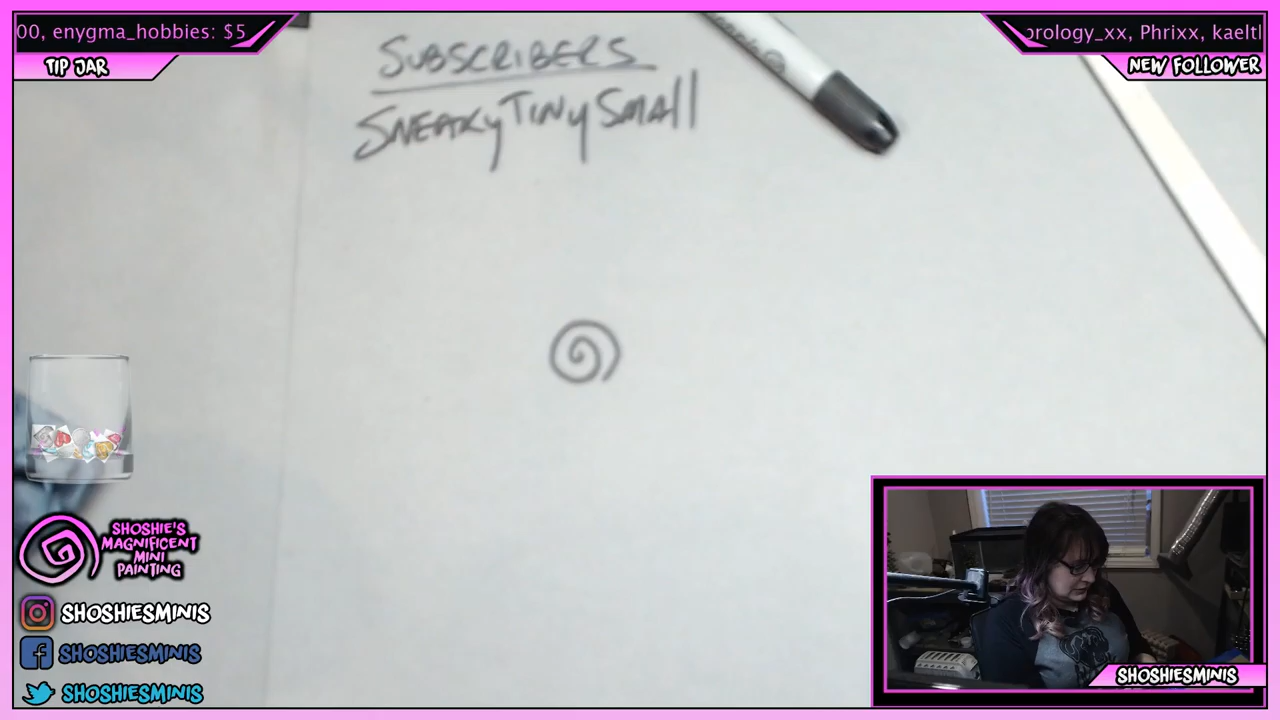 00, enygma_hobbies: $5
TIP JAR
SUBSCRIBERS
SNEAKYTINYSMALL
orology_xx, Phrixx, kaeltl
NEW FOLLOWER
SHOSHIE'S
MAGNIFICENT
MINI
PAINTING
SHOSHIESMINIS
SHOSHIESMINIS
SHOSHIESMINIS
SHOSHIESMINIS